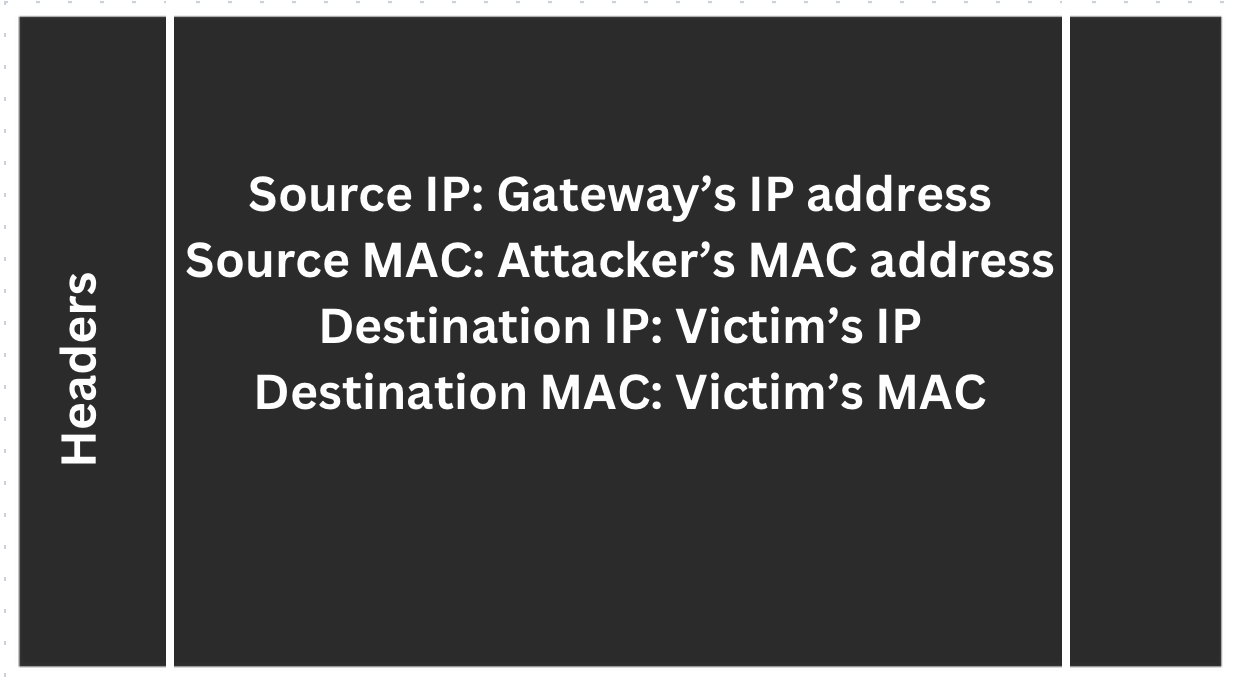 Headers
Source IP: Gateway’s IP address
Source MAC: Attacker’s MAC address
Destination IP: Victim’s IP
Destination MAC: Victim’s MAC